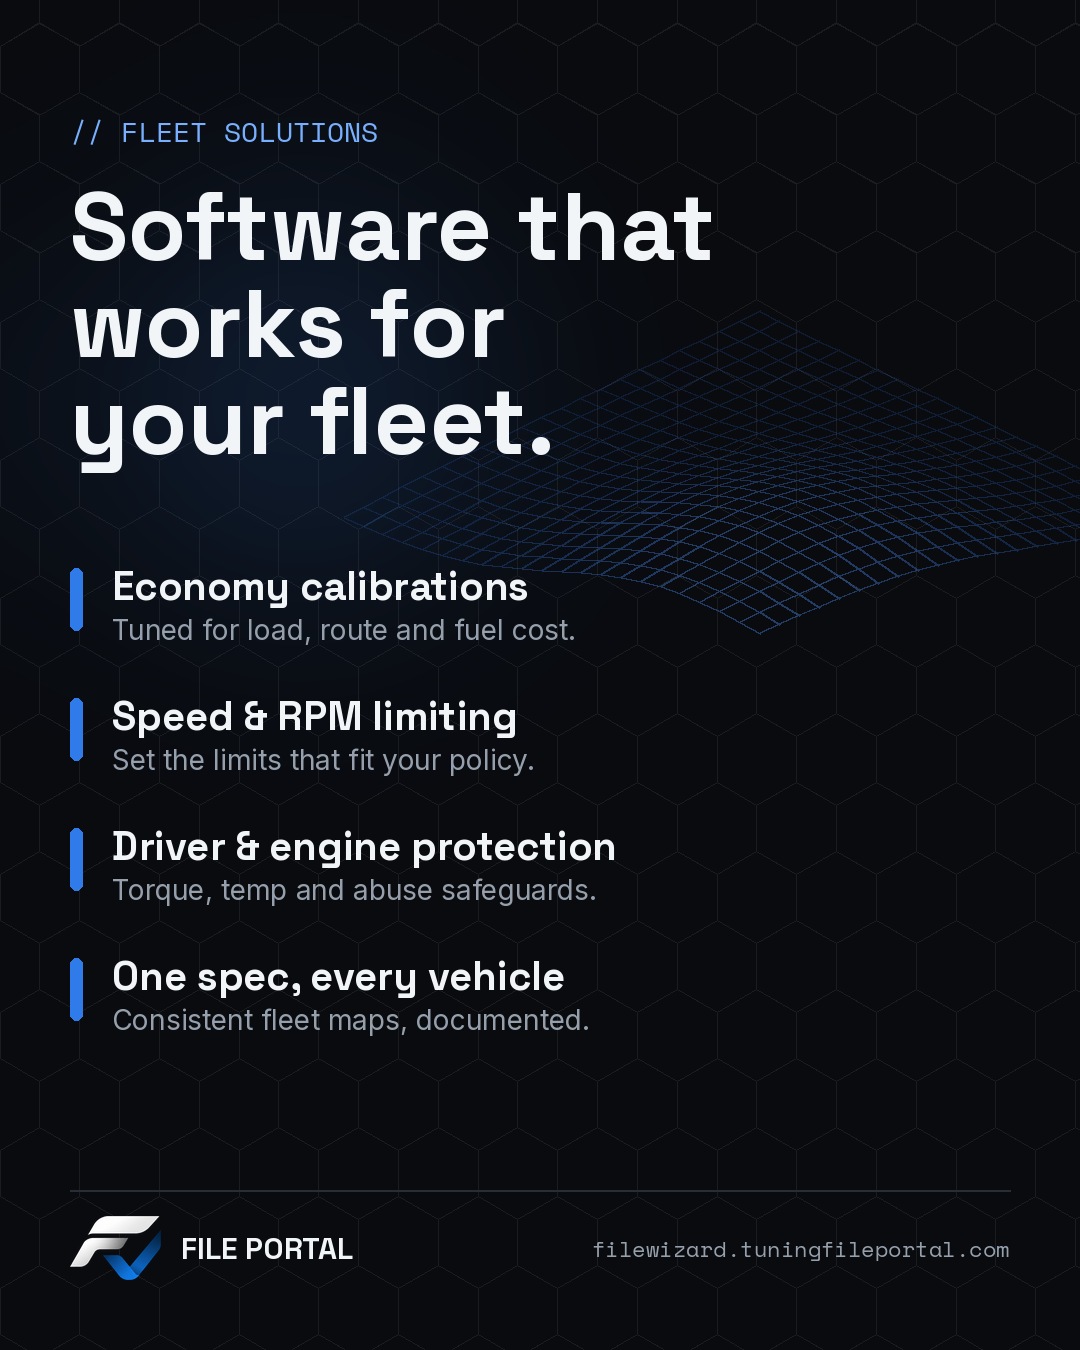 // FLEET SOLUTIONS
Software that
works for
your fleet.
Economy calibrations
Tuned for load, route and fuel cost.
Speed & RPM limiting
Set the limits that fit your policy.
Driver & engine protection
Torque, temp and abuse safeguards.
One spec, every vehicle
Consistent fleet maps, documented.
FILE PORTAL
filewizard.tuningfileportal.com